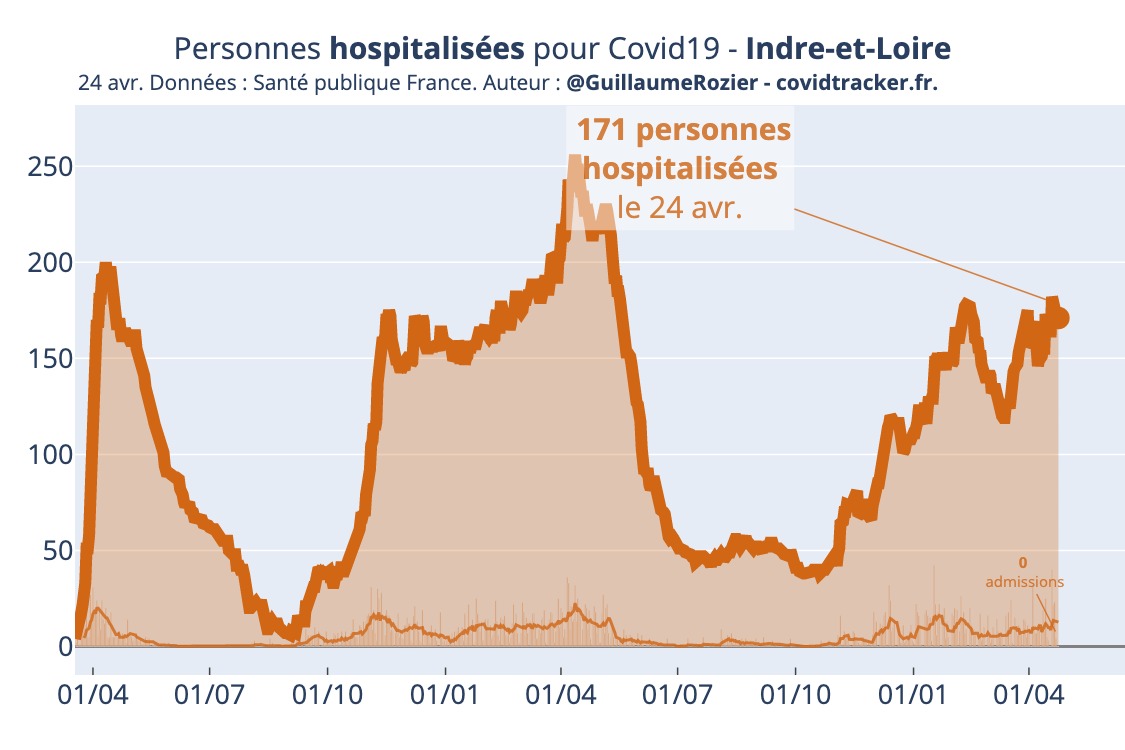 Personnes hospitalisées pour Covid19 - Indre-et-Loire
24 avr. Données : Santé publique France. Auteur : @GuillaumeRozier - covidtracker.fr.
171 personnes
hospitalisées
le 24 avr.
250
200
150
100
50
0
0
admissions
01/04 01/07 01/10 01/01 01/04 01/07 01/10 01/01 01/04